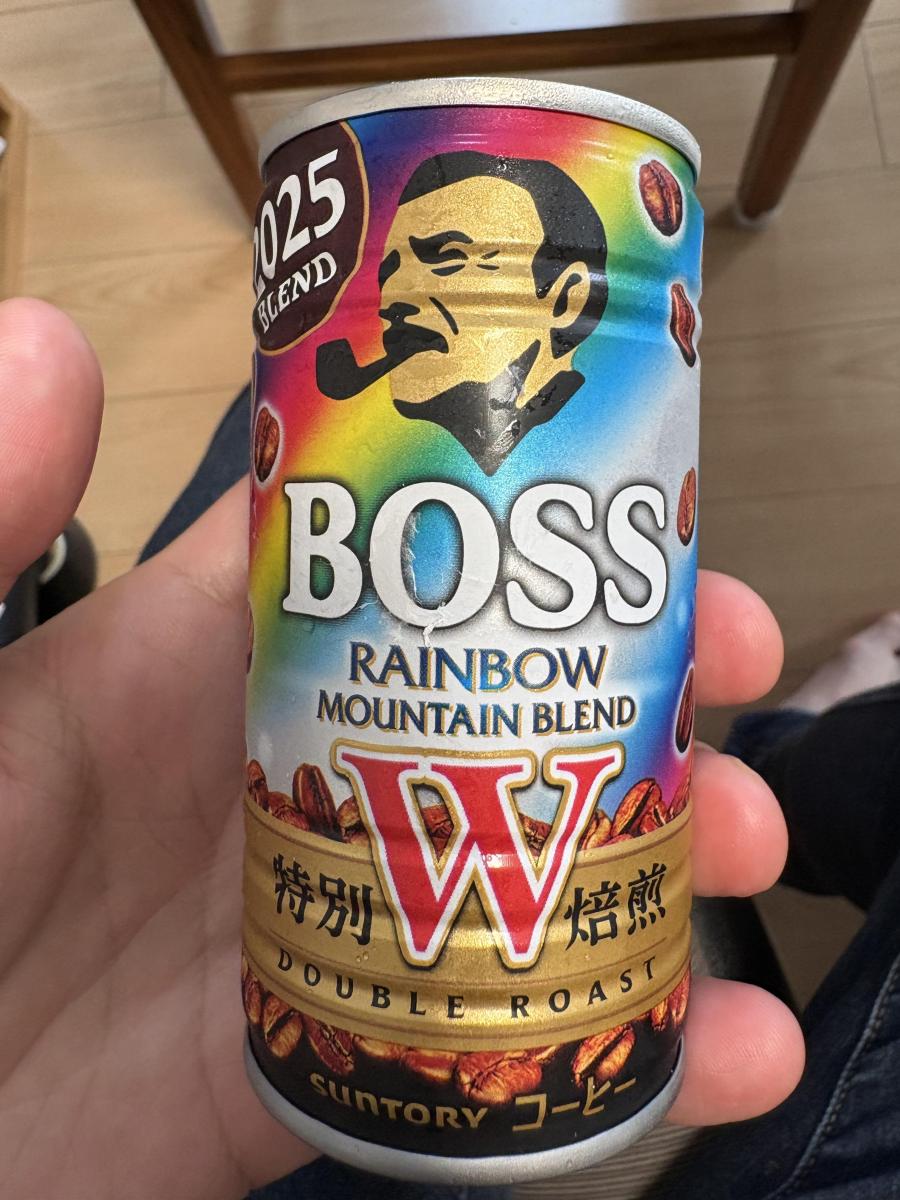 2025
BLEND
BOSS
RAINBOW
MOUNTAIN BLEND
特別 W 焙煎
DOUBLE ROAST
SUNTORY コーヒー